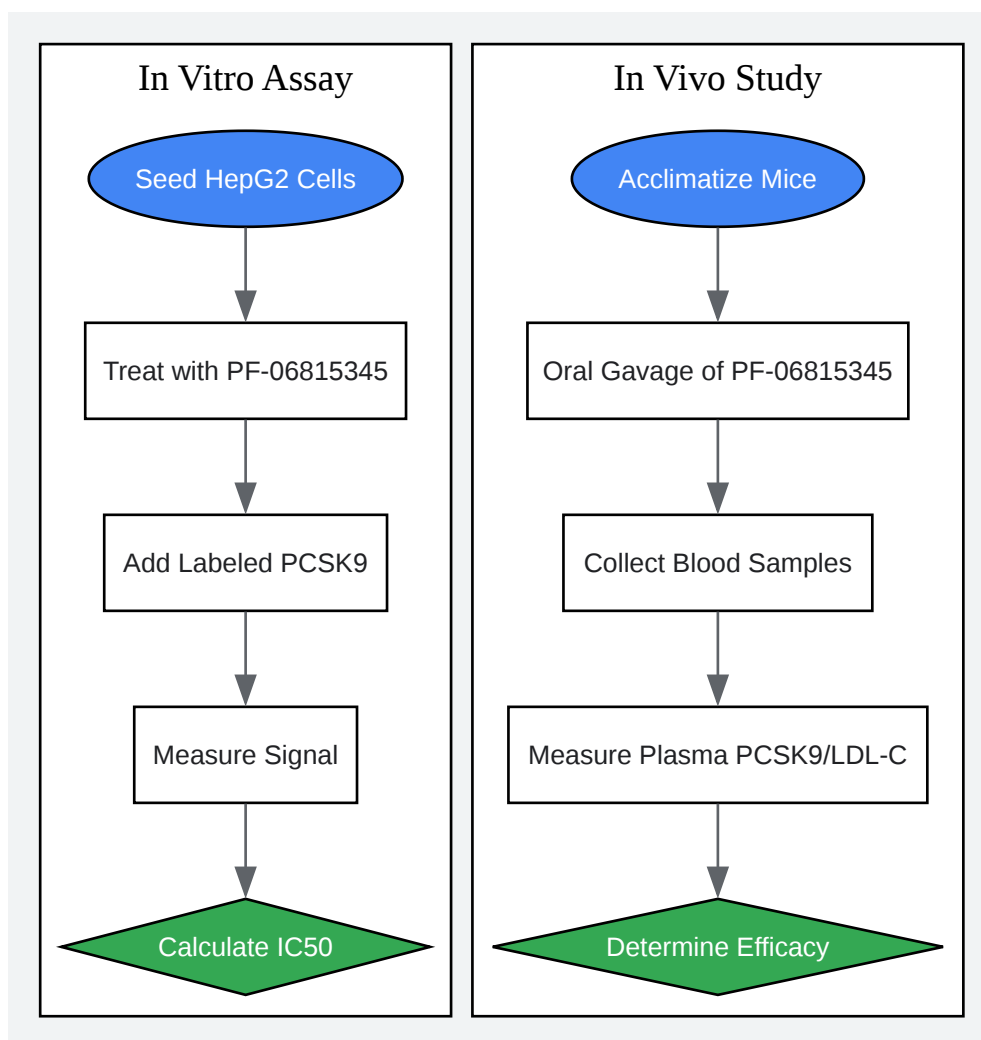 In Vitro Assay
Seed HepG2 Cells
Treat with PF-06815345
Add Labeled PCSK9
Measure Signal
Calculate IC50
In Vivo Study
Acclimatize Mice
Oral Gavage of PF-06815345
Collect Blood Samples
Measure Plasma PCSK9/LDL-C
Determine Efficacy